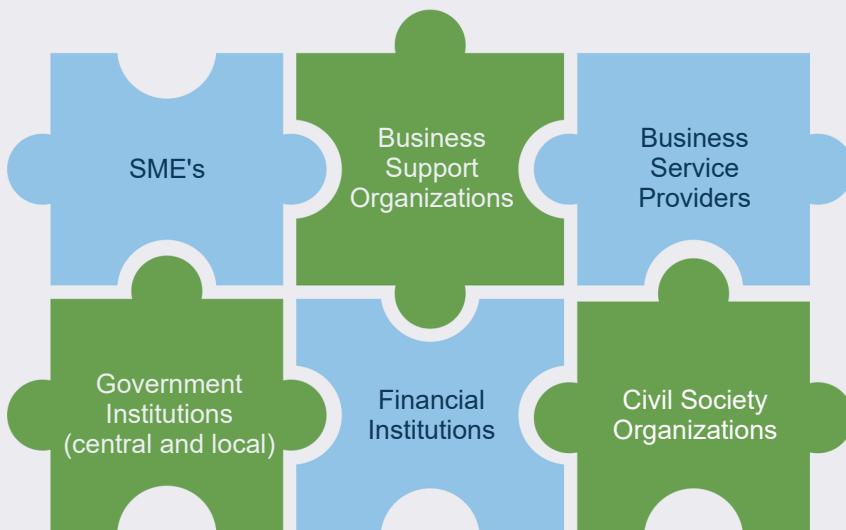 SME's
Business
Support
Organizations
Business
Service
Providers
Government
Institutions
(central and local)
Financial
Institutions
Civil Society
Organizations